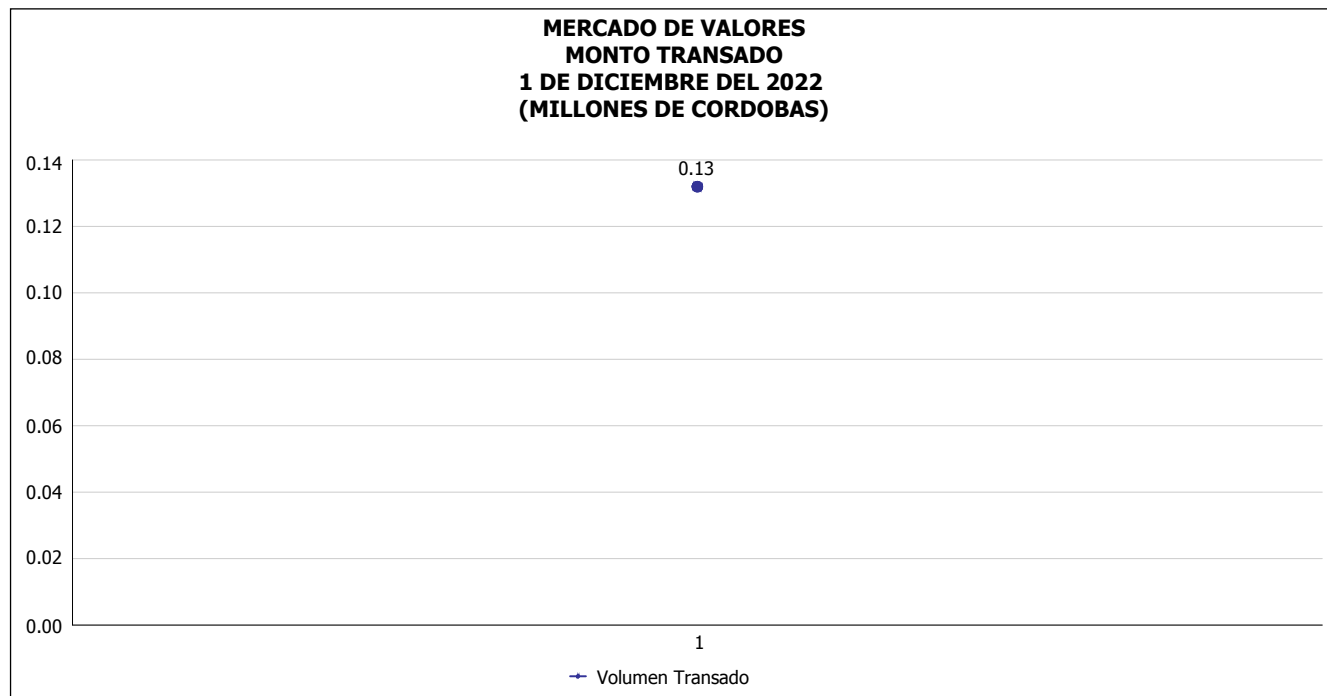 MERCADO DE VALORES
MONTO TRANSADO
1 DE DICIEMBRE DEL 2022
(MILLONES DE CORDOBAS)
0.14
0.13
0.12
0.10
0.08
0.06
0.04
0.02
0.00
1
Volumen Transado